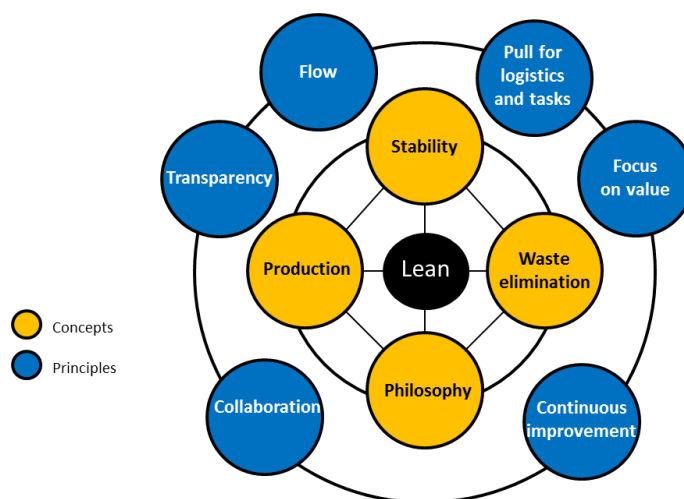 Flow
Pull for
logistics
and tasks
Stability
Transparency
Focus
on value
Production
Lean
Waste
elimination
Concepts
Principles
Philosophy
Collaboration
Continuous
improvement